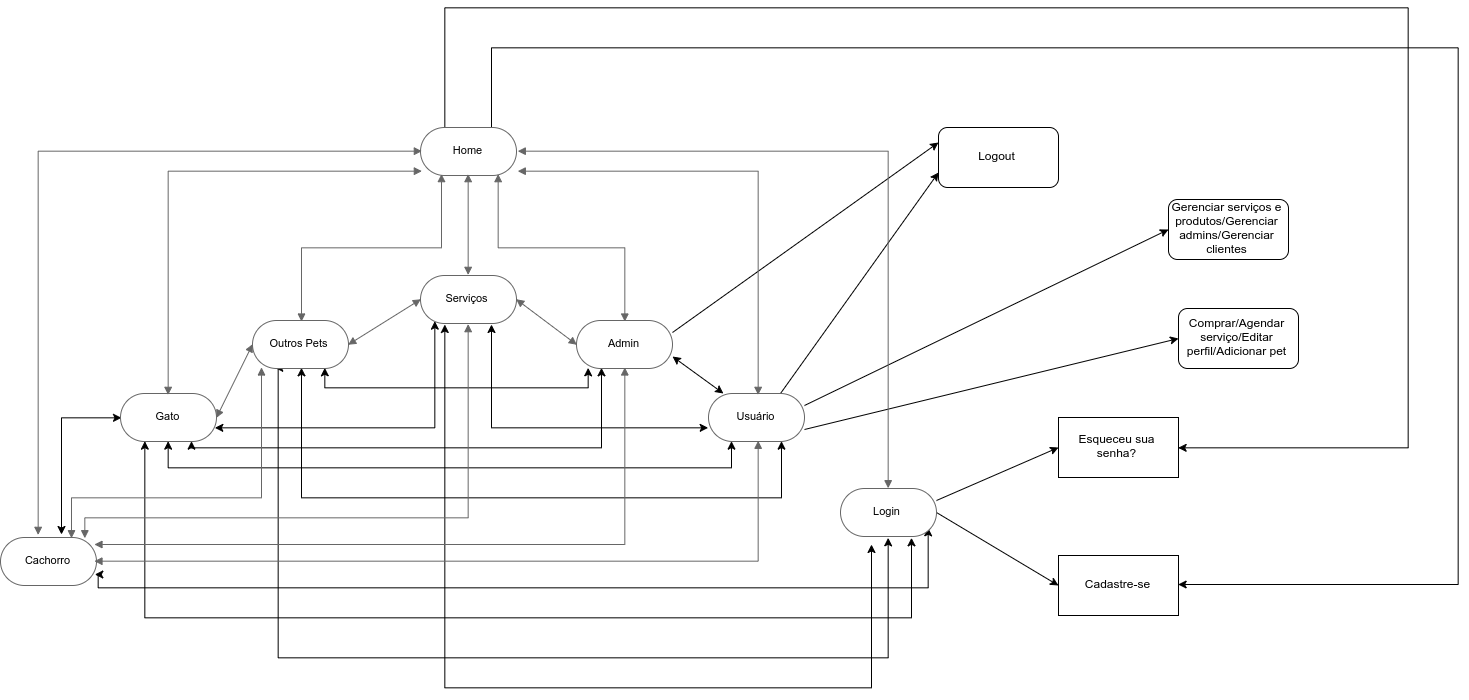 Home
Logout
Gerenciar serviços e
produtos/Gerenciar
admins/Gerenciar
clientes
Serviços
Outros Pets
Admin
Comprar/Agendar
serviço/Editar
perfil/Adicionar pet
Gato
Usuário
Esqueceu sua
senha?
Login
Cachorro
Cadastre-se